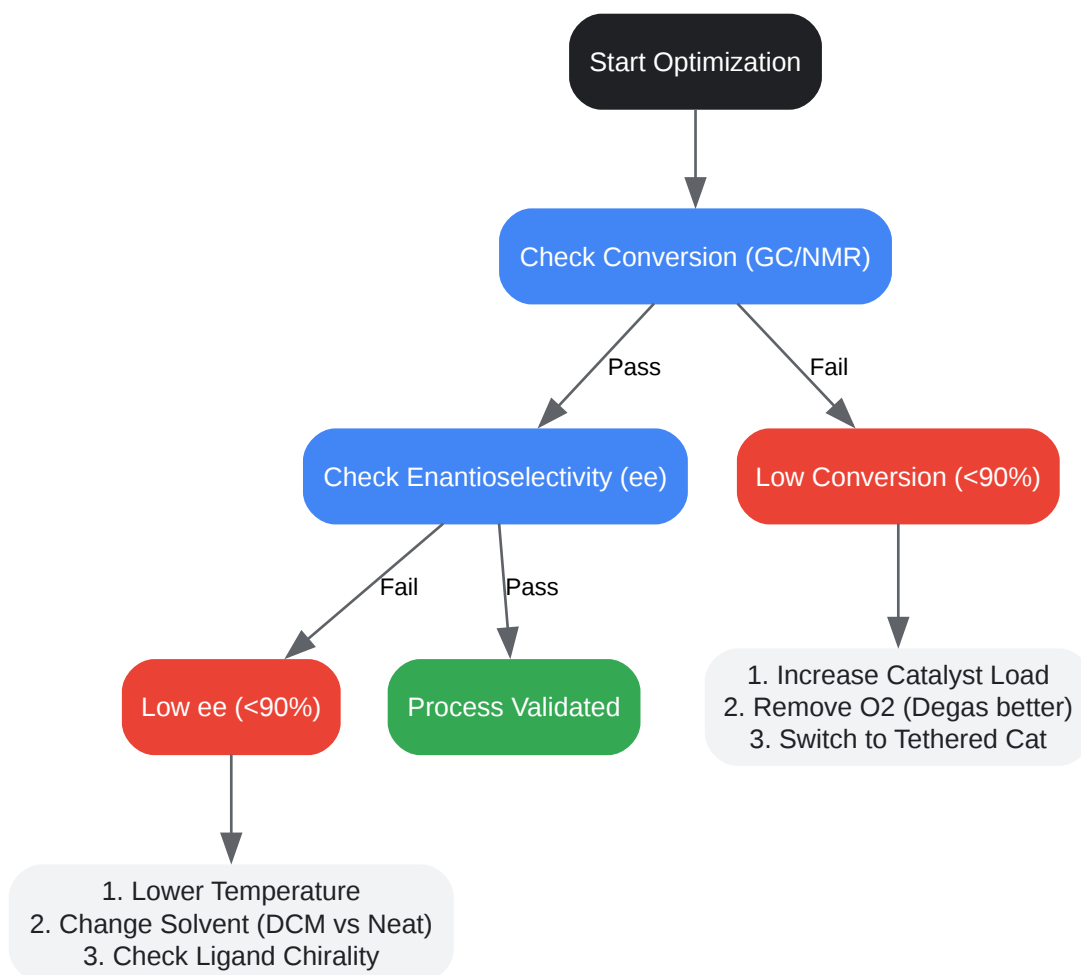 Start Optimization
Check Conversion (GC/NMR)
Pass
Fail
Check Enantioselectivity (ee)
Low Conversion (<90%)
Fail
Pass
Low ee (<90%)
Process Validated
1. Increase Catalyst Load
2. Remove O2 (Degas better)
3. Switch to Tethered Cat
1. Lower Temperature
2. Change Solvent (DCM vs Neat)
3. Check Ligand Chirality